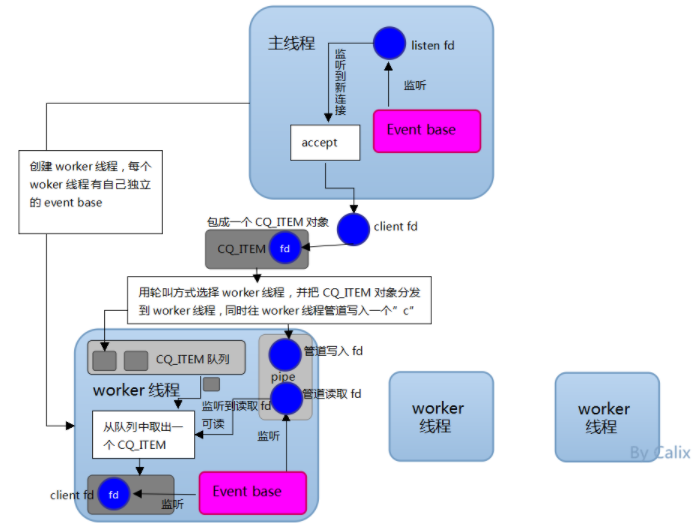 主线程
listen fd
监听到新连接
监听
Event base
accept
创建 worker 线程，每个
woker 线程有自己独立
的 event base
包成一个 CQ_ITEM 对象
client fd
CQ_ITEM
fd
用轮叫方式选择 worker 线程，并把 CQ_ITEM 对象分发
到 worker 线程，同时往 worker 线程管道写入一个”c”
CQ_ITEM 队列
管道写入 fd
pipe
worker 线程
管道读取 fd
监听到读取 fd
可读
从队列中取出一
个 CQ_ITEM
监听
client fd
fd
监听
Event base
worker
线程
worker
线程
By Calix